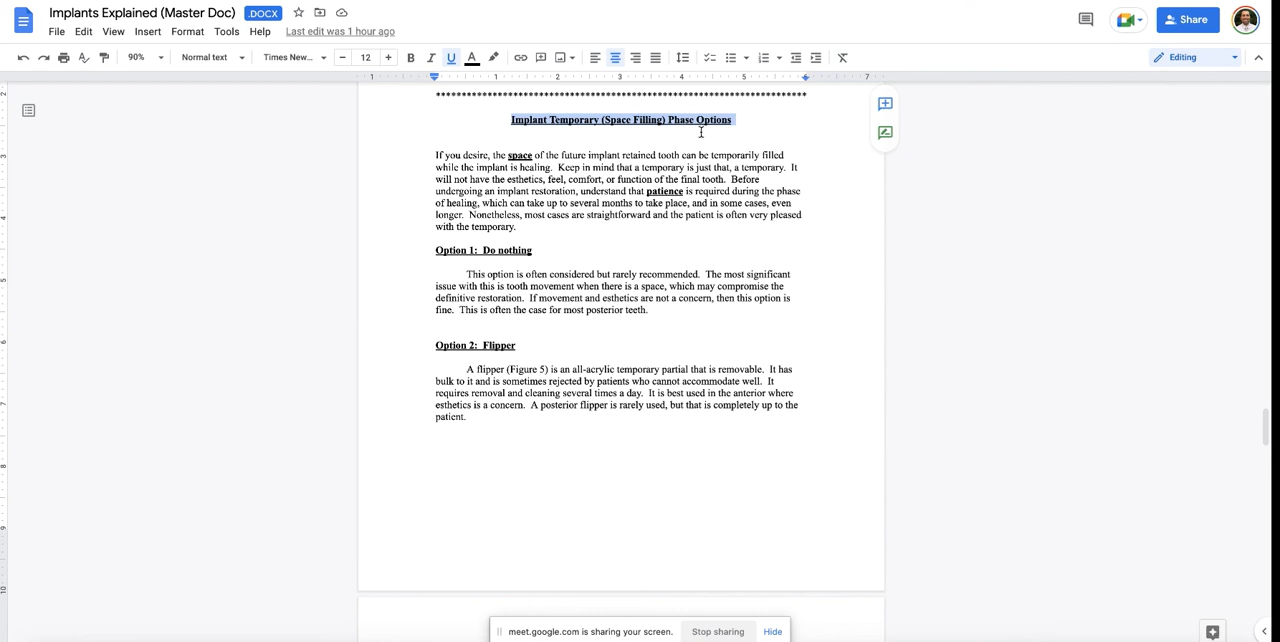 Implants Explained (Master Doc) .DOCX
File Edit View Insert Format Tools Help Last edit was 1 hour ago
Share
90% Normal text Times New... − 12 + B I U A
Editing
1 1 2 3 4 5 6 7
*******************************************************************************
Implant Temporary (Space Filling) Phase Options
If you desire, the space of the future implant retained tooth can be temporarily filled
while the implant is healing. Keep in mind that a temporary is just that, a temporary. It
will not have the esthetics, feel, comfort, or function of the final tooth. Before
undergoing an implant restoration, understand that patience is required during the phase
of healing, which can take up to several months to take place, and in some cases, even
longer. Nonetheless, most cases are straightforward and the patient is often very pleased
with the temporary.
Option 1: Do nothing
This option is often considered but rarely recommended. The most significant
issue with this is tooth movement when there is a space, which may compromise the
definitive restoration. If movement and esthetics are not a concern, then this option is
fine. This is often the case for most posterior teeth.
Option 2: Flipper
A flipper (Figure 5) is an all-acrylic temporary partial that is removable. It has
bulk to it and is sometimes rejected by patients who cannot accommodate well. It
requires removal and cleaning several times a day. It is best used in the anterior where
esthetics is a concern. A posterior flipper is rarely used, but that is completely up to the
patient.
meet.google.com is sharing your screen. Stop sharing Hide